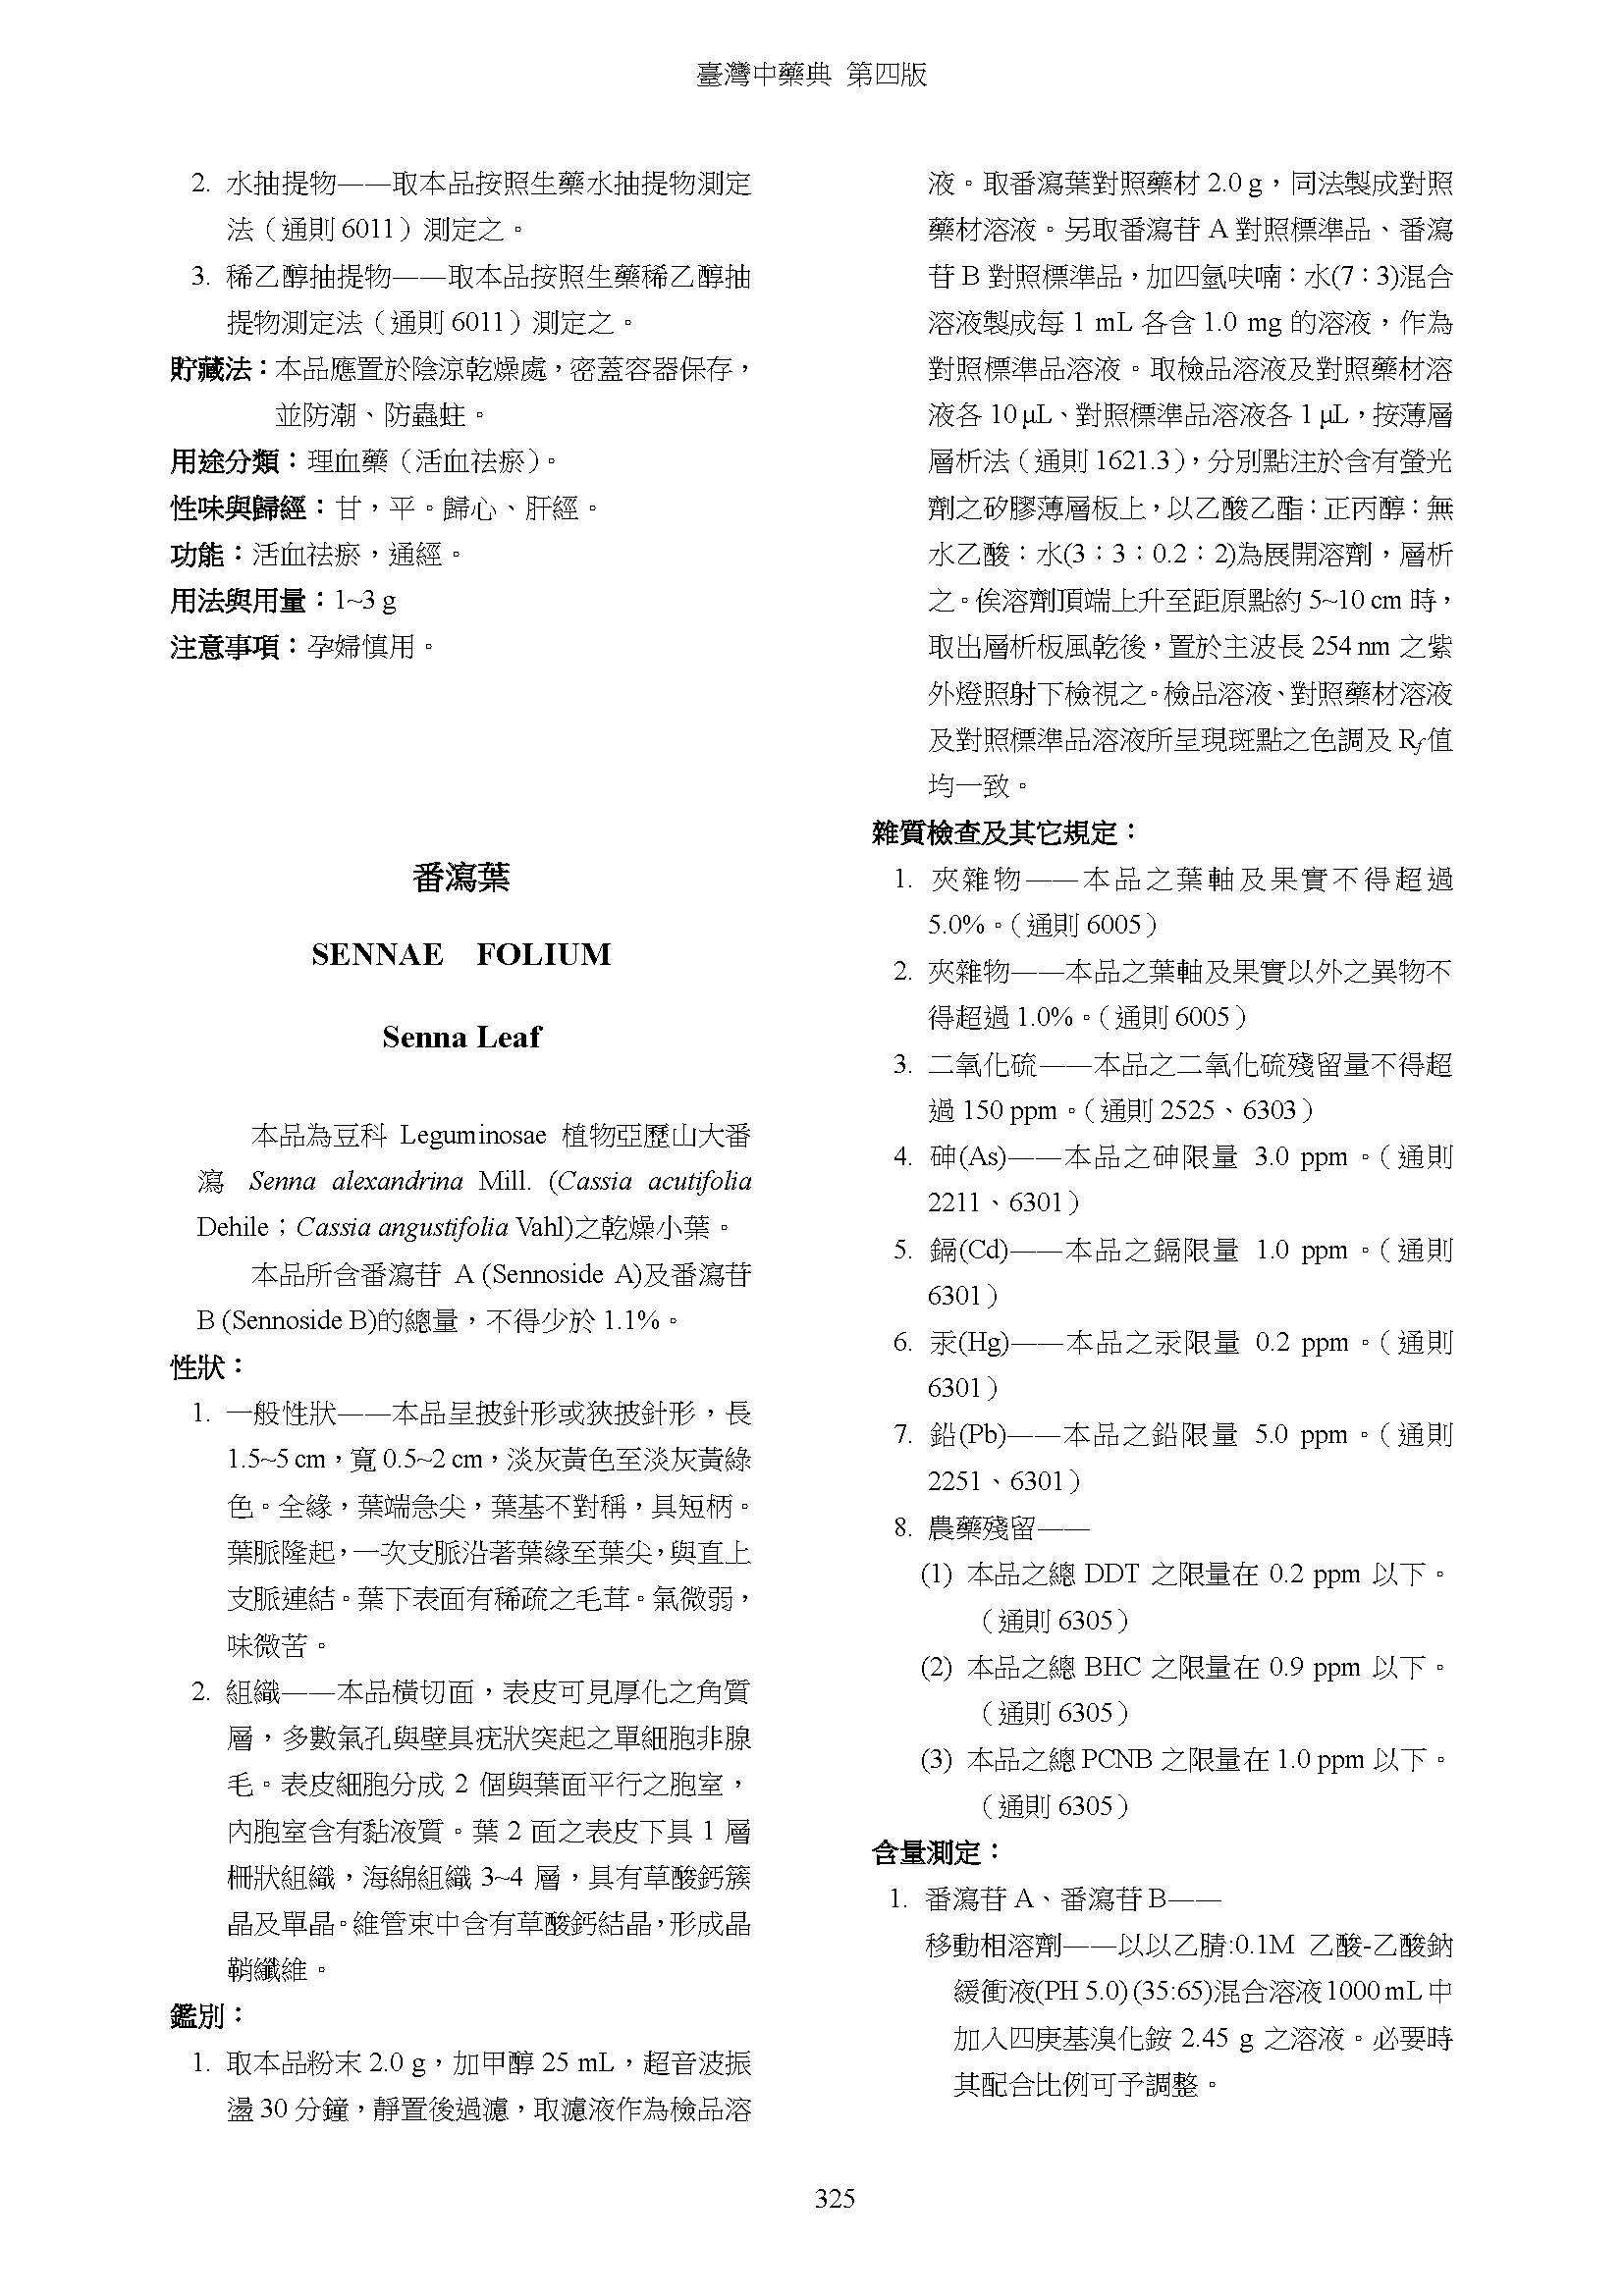 臺灣中藥典 第四版
2. 水抽提物——取本品按照生藥水抽提物測定
法（通則 6011）測定之。
3. 稀乙醇抽提物——取本品按照生藥稀乙醇抽
提物測定法（通則 6011）測定之。
貯藏法：本品應置於陰涼乾燥處，密蓋容器保存，
並防潮、防蟲蛀。
用途分類：理血藥（活血祛瘀）。
性味與歸經：甘，平。歸心、肝經。
功能：活血祛瘀，通經。
用法與用量：1~3 g
注意事項：孕婦慎用。
番瀉葉
SENNAE FOLIUM
Senna Leaf
本品為豆科 Leguminosae 植物亞歷山大番
瀉 Senna alexandrina Mill. (Cassia acutifolia
Dehile；Cassia angustifolia Vahl)之乾燥小葉。
本品所含番瀉苷 A (Sennoside A)及番瀉苷
B (Sennoside B)的總量，不得少於 1.1%。
性狀：
1. 一般性狀——本品呈披針形或狹披針形，長
1.5~5 cm，寬 0.5~2 cm，淡灰黃色至淡灰黃綠
色。全緣，葉端急尖，葉基不對稱，具短柄。
葉脈隆起，一次支脈沿著葉緣至葉尖，與直上
支脈連結。葉下表面有稀疏之毛茸。氣微弱，
味微苦。
2. 組織——本品橫切面，表皮可見厚化之角質
層，多數氣孔與壁具疣狀突起之單細胞非腺
毛。表皮細胞分成 2 個與葉面平行之胞室，
內胞室含有黏液質。葉 2 面之表皮下具 1 層
柵狀組織，海綿組織 3~4 層，具有草酸鈣簇
晶及單晶。維管束中含有草酸鈣結晶，形成晶
鞘纖維。
鑑別：
1. 取本品粉末 2.0 g，加甲醇 25 mL，超音波振
盪 30 分鐘，靜置後過濾，取濾液作為檢品溶
液。取番瀉葉對照藥材 2.0 g，同法製成對照
藥材溶液。另取番瀉苷 A 對照標準品、番瀉
苷 B 對照標準品，加四氫呋喃：水(7：3)混合
溶液製成每 1 mL 各含 1.0 mg 的溶液，作為
對照標準品溶液。取檢品溶液及對照藥材溶
液各 10 μL、對照標準品溶液各 1 μL，按薄層
層析法（通則 1621.3），分別點注於含有螢光
劑之矽膠薄層板上，以乙酸乙酯：正丙醇：無
水乙酸：水(3：3：0.2：2)為展開溶劑，層析
之。俟溶劑頂端上升至距原點約 5~10 cm 時，
取出層析板風乾後，置於主波長 254 nm 之紫
外燈照射下檢視之。檢品溶液、對照藥材溶液
及對照標準品溶液所呈現斑點之色調及 Rf 值
均一致。
雜質檢查及其它規定：
1. 夾雜物——本品之葉軸及果實不得超過
5.0%。（通則 6005）
2. 夾雜物——本品之葉軸及果實以外之異物不
得超過 1.0%。（通則 6005）
3. 二氧化硫——本品之二氧化硫殘留量不得超
過 150 ppm。（通則 2525、6303）
4. 砷(As)——本品之砷限量 3.0 ppm。（通則
2211、6301）
5. 鎘(Cd)——本品之鎘限量 1.0 ppm。（通則
6301）
6. 汞(Hg)——本品之汞限量 0.2 ppm。（通則
6301）
7. 鉛(Pb)——本品之鉛限量 5.0 ppm。（通則
2251、6301）
8. 農藥殘留——
(1) 本品之總 DDT 之限量在 0.2 ppm 以下。
（通則 6305）
(2) 本品之總 BHC 之限量在 0.9 ppm 以下。
（通則 6305）
(3) 本品之總 PCNB 之限量在 1.0 ppm 以下。
（通則 6305）
含量測定：
1. 番瀉苷 A、番瀉苷 B——
移動相溶劑——以以乙腈:0.1M 乙酸-乙酸鈉
緩衝液(PH 5.0) (35:65)混合溶液 1000 mL 中
加入四庚基溴化銨 2.45 g 之溶液。必要時
其配合比例可予調整。
325